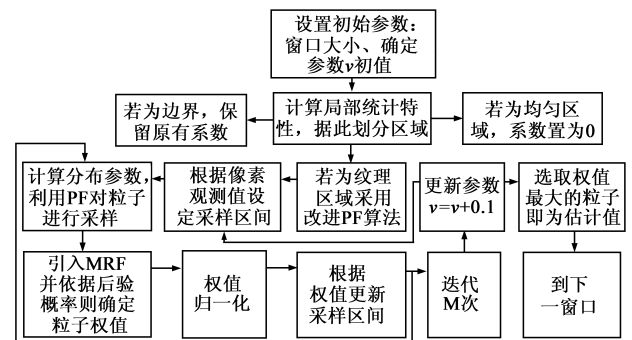 设置初始参数：
窗口大小、确定
参数v初值
若为边界，保
留原有系数
计算局部统计特
性，据此划分区域
若为均匀区
域，系数置为0
计算分布参数，
利用PF对粒子
进行采样
根据像素
观测值设
定采样区间
若为纹理
区域采用
改进PF算法
更新参数
v=v+0.1
选取权值
最大的粒子
即为估计值
引入MRF
并依据后验
概率则确定
粒子权值
权值
归一化
根据
权值更新
采样区间
迭代
M次
到下
一窗口